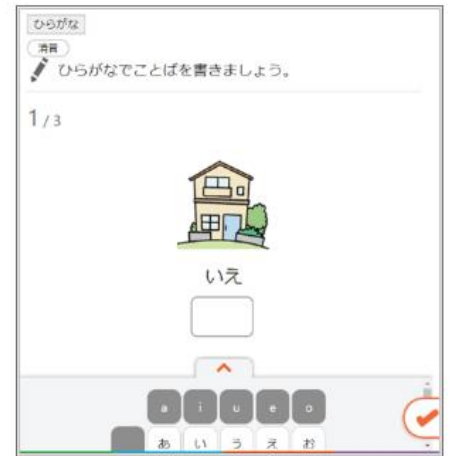 ひらがな
清音
ひらがなでことばを書きましょう。
1/3
いえ
a i u e o
あ い う え お